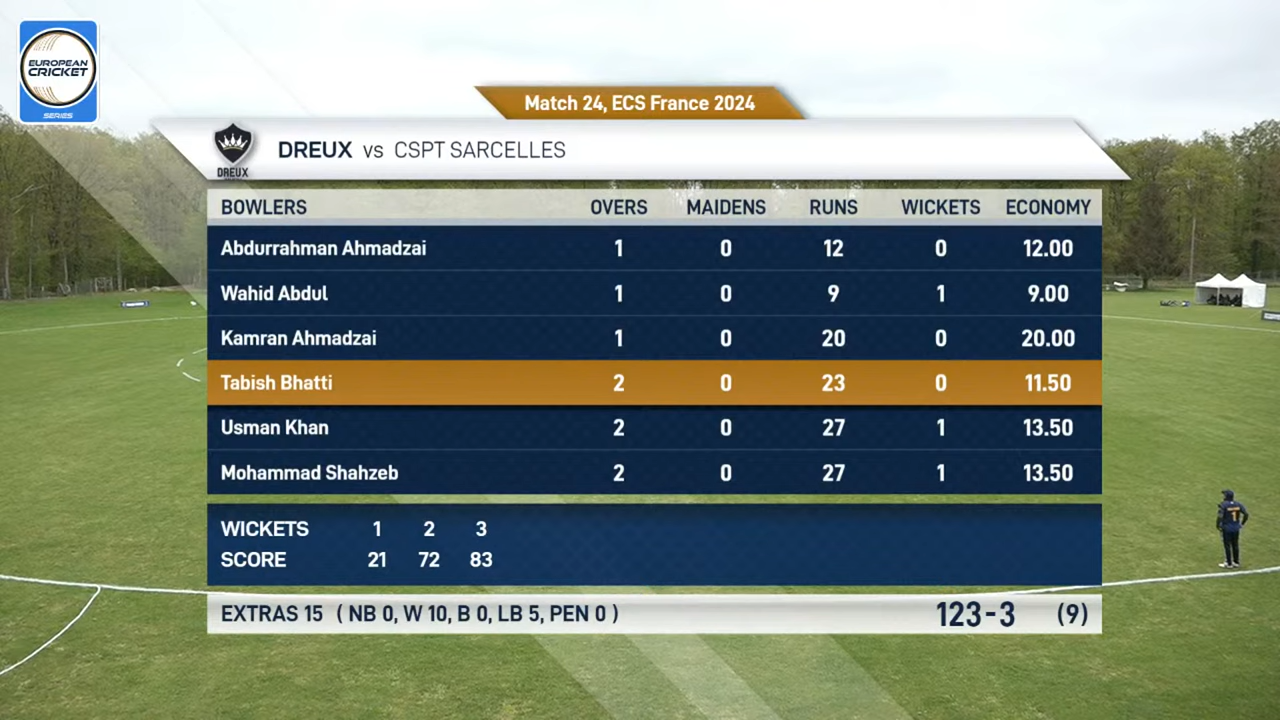 EUROPEAN
CRICKET
SERIES
Match 24, ECS France 2024
DREUX
DREUX vs CSPT SARCELLES
BOWLERS OVERS MAIDENS RUNS WICKETS ECONOMY
Abdurrahman Ahmadzai 1 0 12 0 12.00
Wahid Abdul 1 0 9 1 9.00
Kamran Ahmadzai 1 0 20 0 20.00
Tabish Bhatti 2 0 23 0 11.50
Usman Khan 2 0 27 1 13.50
Mohammad Shahzeb 2 0 27 1 13.50
WICKETS 1 2 3
SCORE 21 72 83
EXTRAS 15 ( NB 0, W 10, B 0, LB 5, PEN 0 ) 123-3 (9)
1